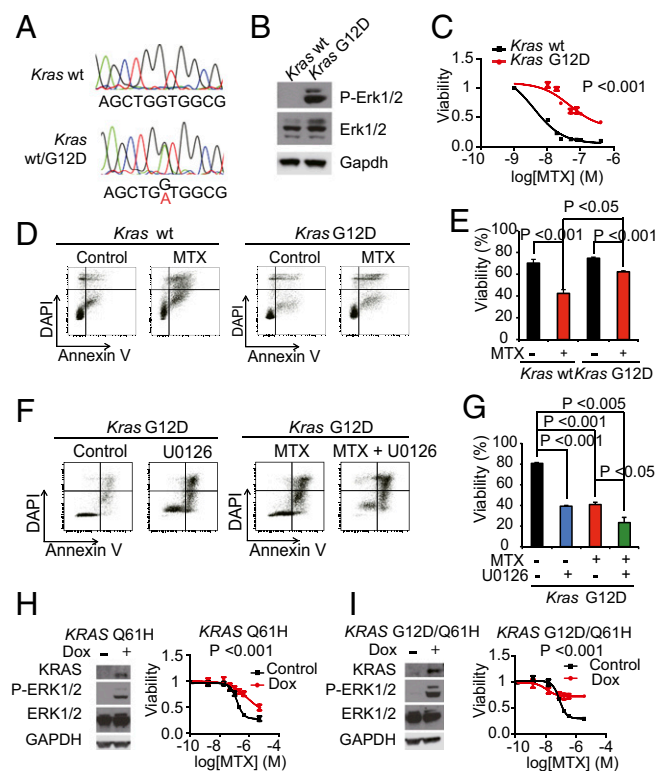 A
Kras wt
AGCTGGTGGCG
Kras wt/G12D
G
AGCTG TGGCG
A
B
Kras wt
Kras G12D
P-Erk1/2
Erk1/2
Gapdh
C
Kras wt
Kras G12D
P <0.001
Viability
1.5
1.0
0.5
0
-10 -9 -8 -7 -6
log[MTX] (M)
D
Kras wt
Kras G12D
Control MTX
Control MTX
DAPI
Annexin V
DAPI
Annexin V
E
P <0.05
P <0.001
P <0.001
Viability (%)
100
80
60
40
20
0
MTX - + - +
Kras wt Kras G12D
F
Kras G12D
Kras G12D
Control U0126
MTX MTX + U0126
DAPI
Annexin V
DAPI
Annexin V
G
P <0.005
P <0.001
P <0.001
P <0.05
Viability (%)
100
80
60
40
20
0
MTX - - + +
U0126 - + - +
Kras G12D
H
KRAS Q61H
Dox - +
KRAS
P-ERK1/2
ERK1/2
GAPDH
KRAS Q61H
P <0.001
Control
Dox
Viability
1.5
1.0
0.5
0
-10 -8 -6 -4
log[MTX] (M)
I
KRAS G12D/Q61H
Dox - +
KRAS
P-ERK1/2
ERK1/2
GAPDH
KRAS G12D/Q61H
P <0.001
Control
Dox
Viability
1.5
1.0
0.5
0
-10 -8 -6 -4
log[MTX] (M)